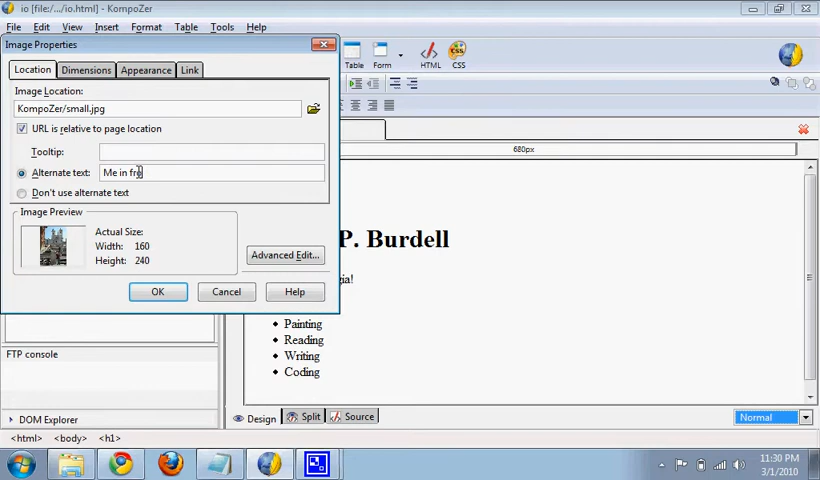 io [file:/.../io.html] - KompoZer
File Edit View Insert Format Table Tools Help
Image Properties
Table Form HTML CSS
Location Dimensions Appearance Link
Image Location:
KompoZer/small.jpg
URL is relative to page location
680px
Tooltip:
Alternate text: Me in fro
Don't use alternate text
Image Preview
Actual Size:
Width: 160
Height: 240
Advanced Edit...
P. Burdell
gia!
OK Cancel Help
Painting
Reading
Writing
Coding
FTP console
DOM Explorer
Design Split Source
Normal
<html> <body> <h1>
11:30 PM
3/1/2010